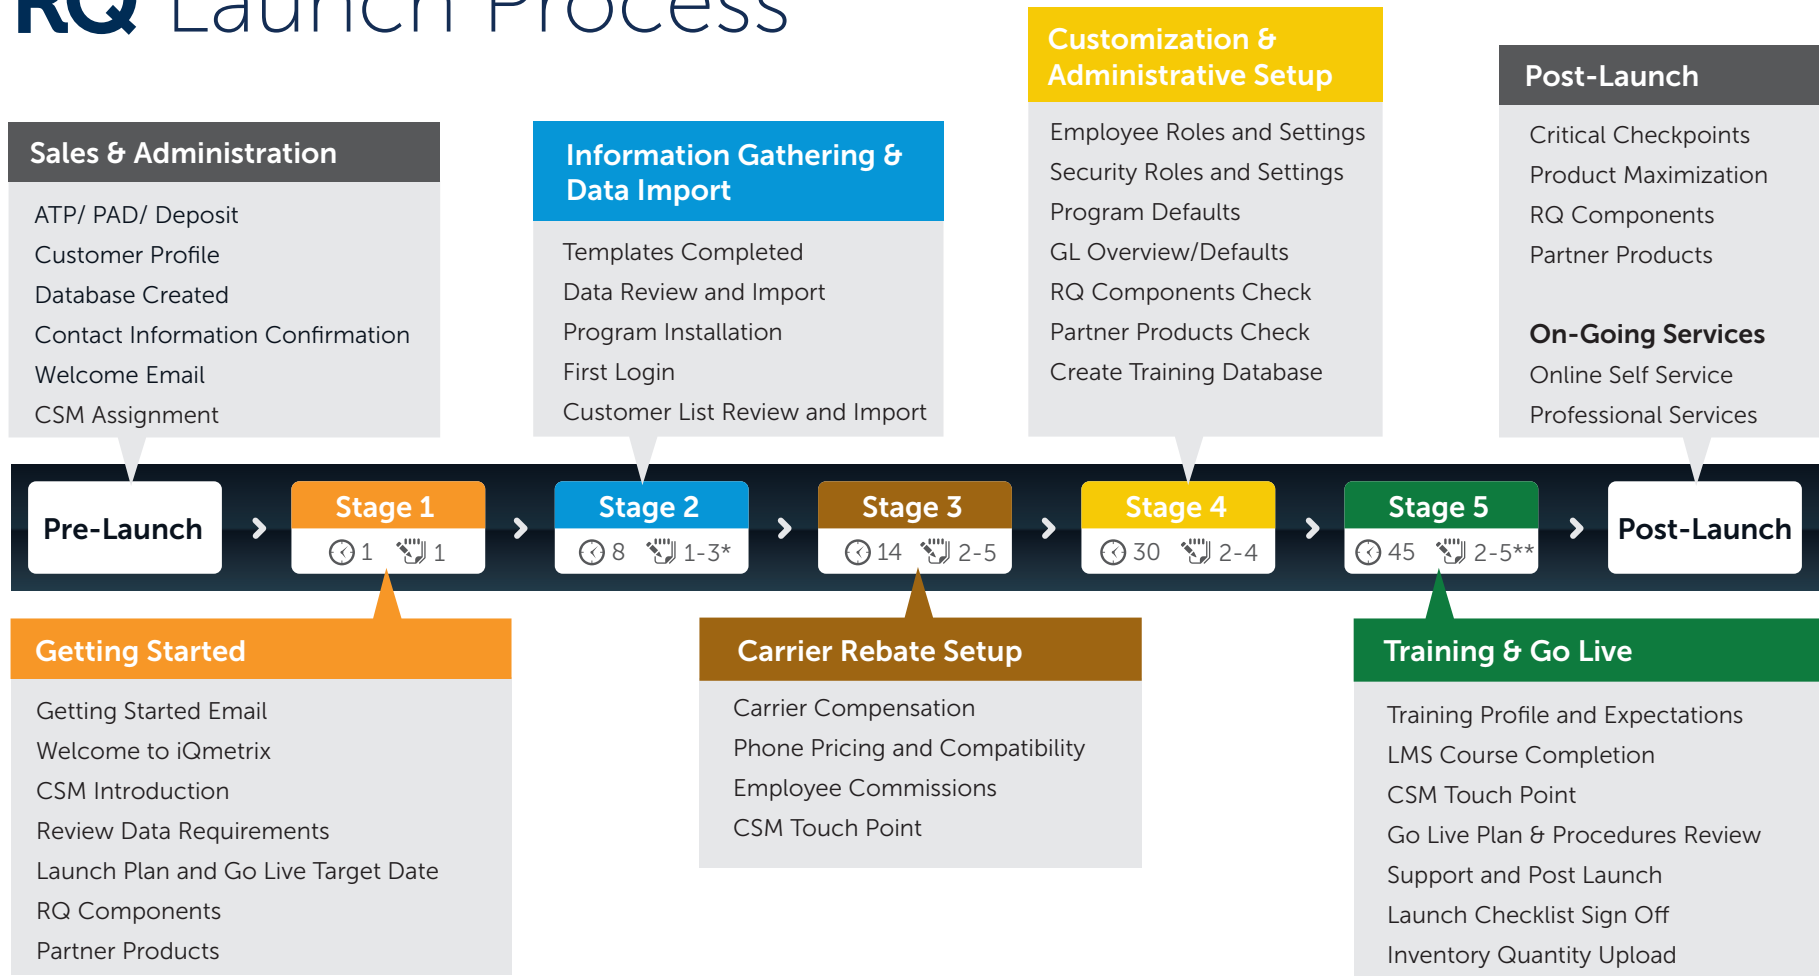 RQ Launch Process
Sales & Administration
ATP/ PAD/ Deposit
Customer Profile
Database Created
Contact Information Confirmation
Welcome Email
CSM Assignment
Information Gathering &
Data Import
Templates Completed
Data Review and Import
Program Installation
First Login
Customer List Review and Import
Customization &
Administrative Setup
Employee Roles and Settings
Security Roles and Settings
Program Defaults
GL Overview/Defaults
RQ Components Check
Partner Products Check
Create Training Database
Post-Launch
Critical Checkpoints
Product Maximization
RQ Components
Partner Products
On-Going Services
Online Self Service
Professional Services
Pre-Launch
Stage 1
1 1
Stage 2
8 1-3*
Stage 3
14 2-5
Stage 4
30 2-4
Stage 5
45 2-5**
Post-Launch
Getting Started
Getting Started Email
Welcome to iQmetrix
CSM Introduction
Review Data Requirements
Launch Plan and Go Live Target Date
RQ Components
Partner Products
Carrier Rebate Setup
Carrier Compensation
Phone Pricing and Compatibility
Employee Commissions
CSM Touch Point
Training & Go Live
Training Profile and Expectations
LMS Course Completion
CSM Touch Point
Go Live Plan & Procedures Review
Support and Post Launch
Launch Checklist Sign Off
Inventory Quantity Upload